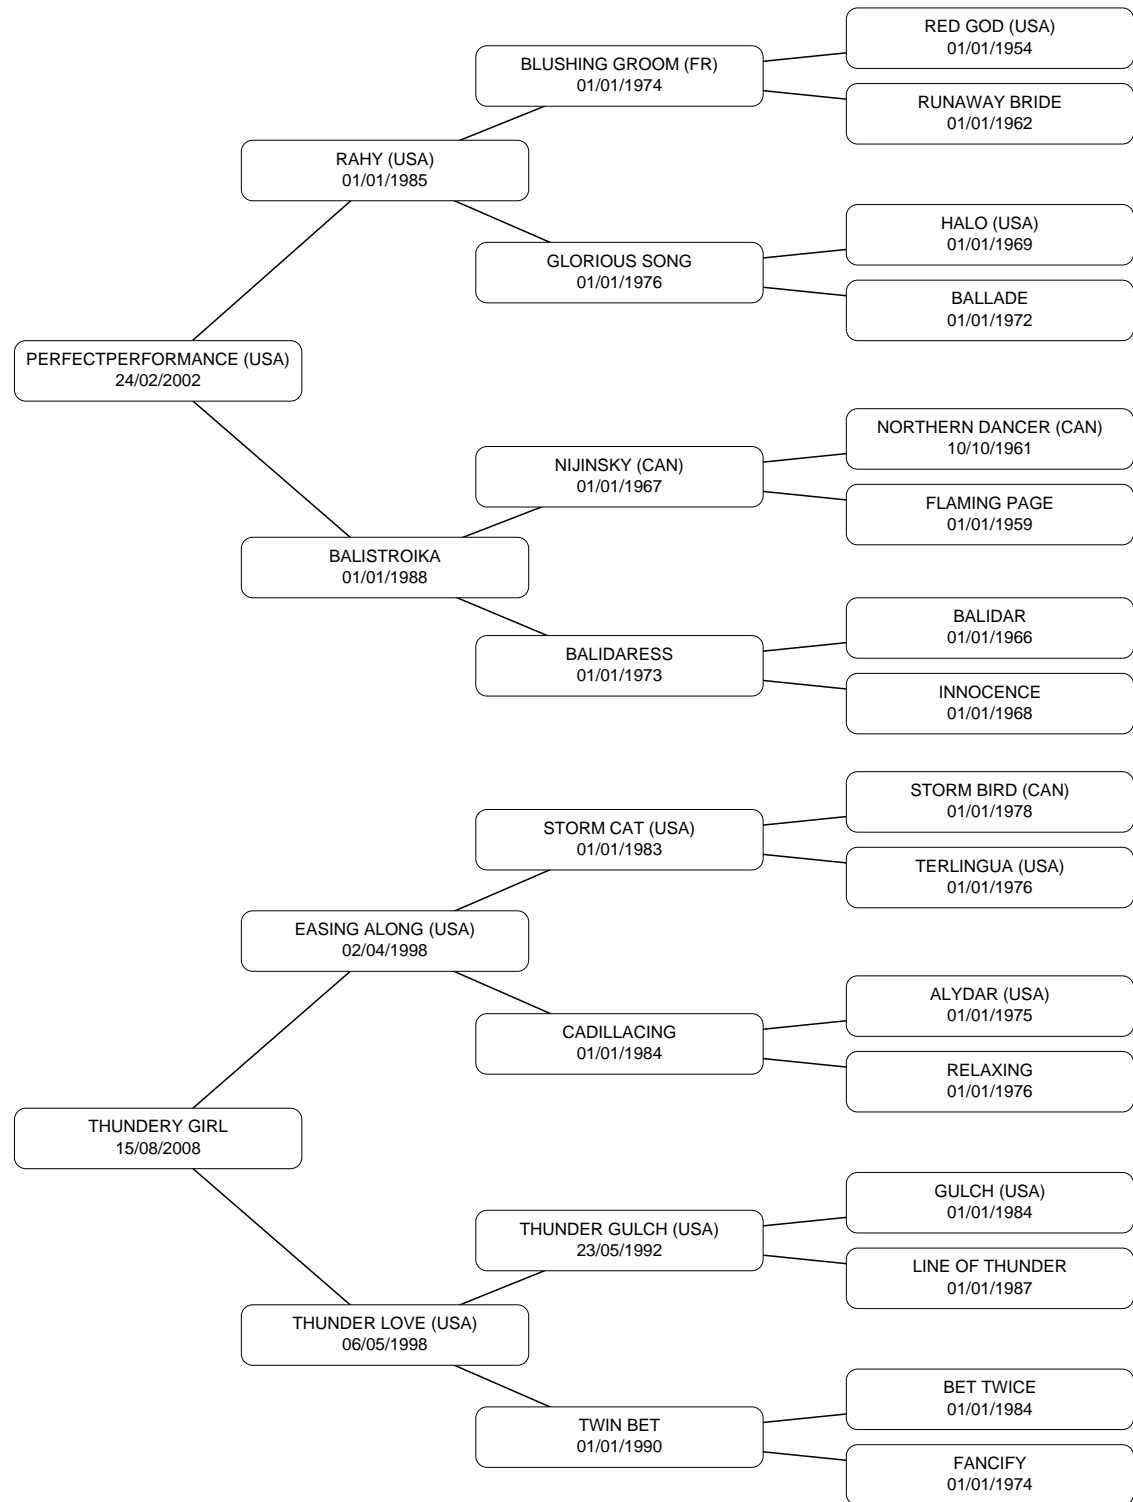 RED GOD (USA)
01/01/1954
BLUSHING GROOM (FR)
01/01/1974
RUNAWAY BRIDE
01/01/1962
RAHY (USA)
01/01/1985
HALO (USA)
01/01/1969
GLORIOUS SONG
01/01/1976
BALLADE
01/01/1972
PERFECTPERFORMANCE (USA)
24/02/2002
NORTHERN DANCER (CAN)
10/10/1961
NIJINSKY (CAN)
01/01/1967
FLAMING PAGE
01/01/1959
BALISTROIKA
01/01/1988
BALIDAR
01/01/1966
BALIDARESS
01/01/1973
INNOCENCE
01/01/1968
STORM BIRD (CAN)
01/01/1978
STORM CAT (USA)
01/01/1983
TERLINGUA (USA)
01/01/1976
EASING ALONG (USA)
02/04/1998
ALYDAR (USA)
01/01/1975
CADILLACING
01/01/1984
RELAXING
01/01/1976
THUNDERY GIRL
15/08/2008
GULCH (USA)
01/01/1984
THUNDER GULCH (USA)
23/05/1992
LINE OF THUNDER
01/01/1987
THUNDER LOVE (USA)
06/05/1998
BET TWICE
01/01/1984
TWIN BET
01/01/1990
FANCIFY
01/01/1974